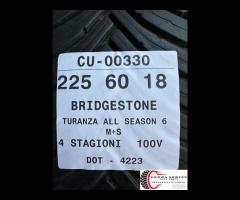 CU-00330
225 60 18
BRIDGESTONE
TURANZA ALL SEASON 6
M+S
4 STAGIONI 100V
DOT - 4223